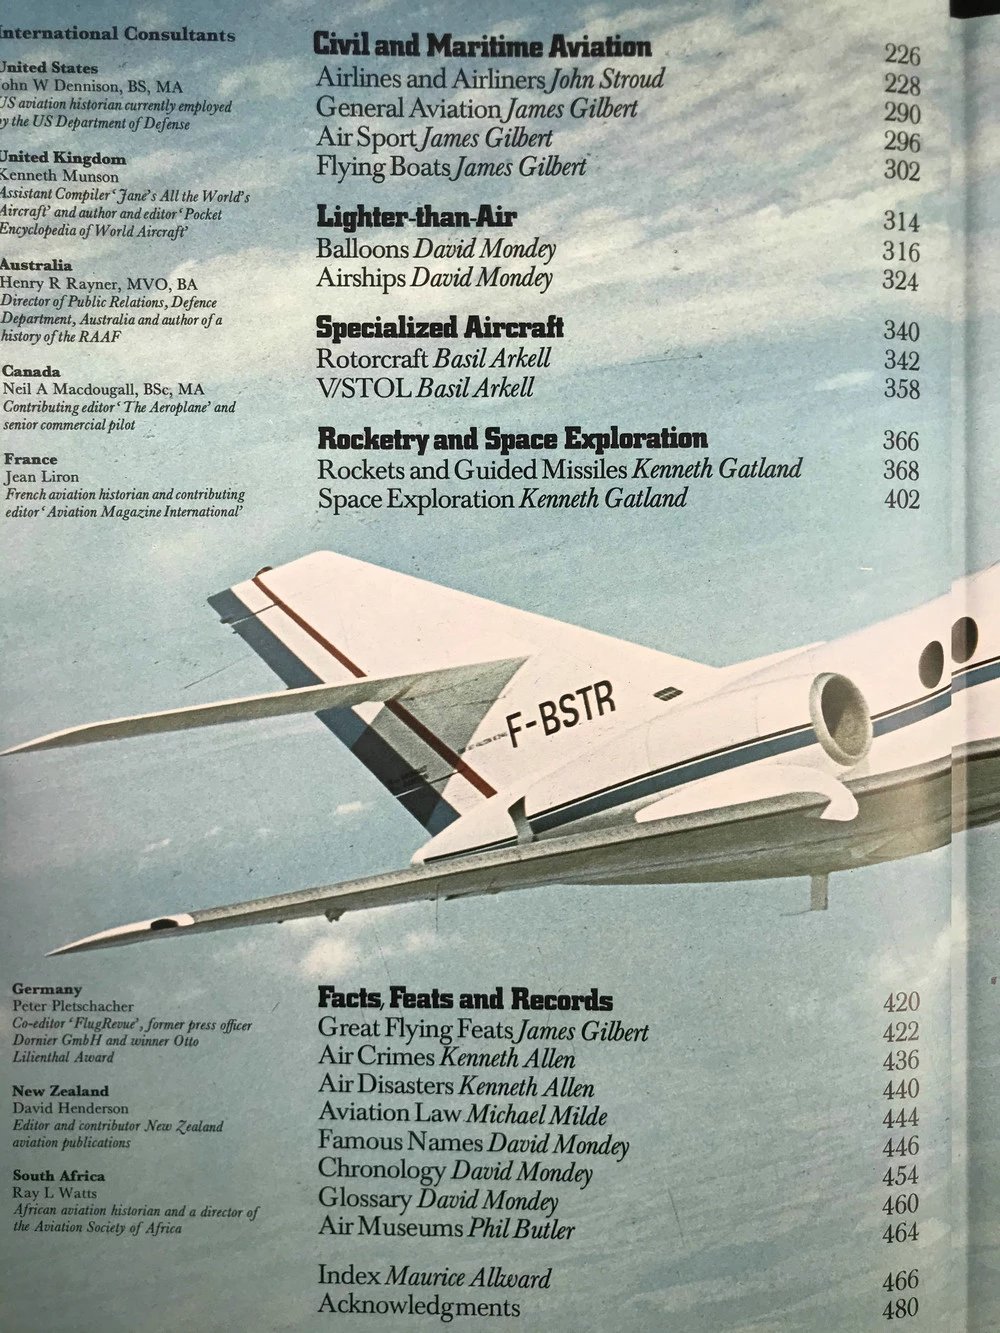 International Consultants
United States
John W Dennison, BS, MA
US aviation historian currently employed
by the US Department of Defense
United Kingdom
Kenneth Munson
Assistant Compiler 'Jane's All the World's
Aircraft' and author and editor 'Pocket
Encyclopedia of World Aircraft'
Australia
Henry R Rayner, MVO, BA
Director of Public Relations, Defence
Department, Australia and author of a
history of the RAAF
Canada
Neil A Macdougall, BSc, MA
Contributing editor 'The Aeroplane' and
senior commercial pilot
France
Jean Liron
French aviation historian and contributing
editor 'Aviation Magazine International'
Civil and Maritime Aviation 226
Airlines and Airliners John Stroud 228
General Aviation James Gilbert 290
Air Sport James Gilbert 296
Flying Boats James Gilbert 302
Lighter-than-Air 314
Balloons David Mondey 316
Airships David Mondey 324
Specialized Aircraft 340
Rotorcraft Basil Arkell 342
V/STOL Basil Arkell 358
Rocketry and Space Exploration 366
Rockets and Guided Missiles Kenneth Gatland 368
Space Exploration Kenneth Gatland 402
F-BSTR
Germany
Peter Pletschacher
Co-editor 'FlugRevue', former press officer
Dornier GmbH and winner Otto
Lilienthal Award
New Zealand
David Henderson
Editor and contributor New Zealand
aviation publications
South Africa
Ray L Watts
African aviation historian and a director of
the Aviation Society of Africa
Facts, Feats and Records 420
Great Flying Feats James Gilbert 422
Air Crimes Kenneth Allen 436
Air Disasters Kenneth Allen 440
Aviation Law Michael Milde 444
Famous Names David Mondey 446
Chronology David Mondey 454
Glossary David Mondey 460
Air Museums Phil Butler 464
Index Maurice Allward 466
Acknowledgments 480